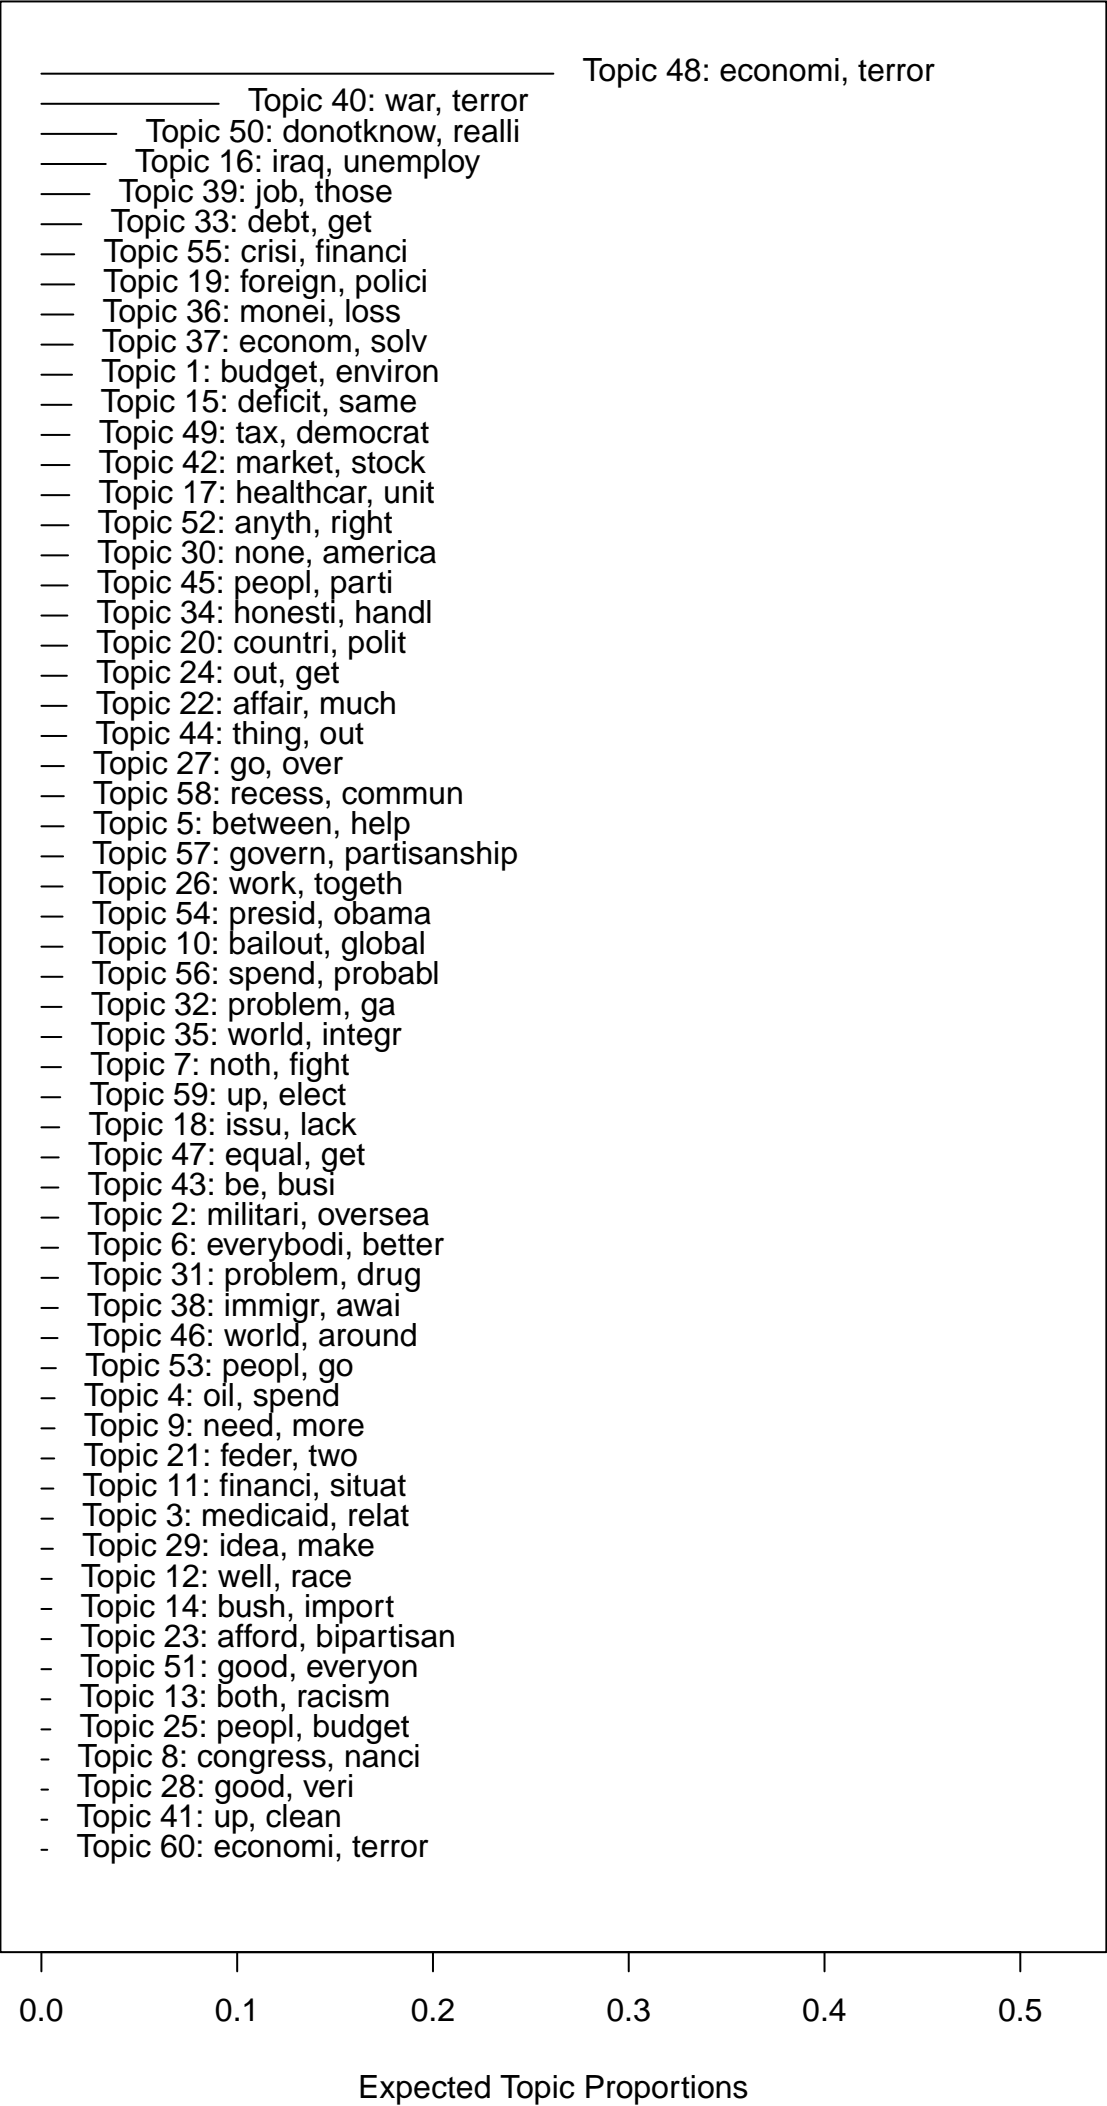 Topic 48: economi, terror
Topic 40: war, terror
Topic 50: donotknow, realli
Topic 16: iraq, unemploy
Topic 39: job, those
Topic 33: debt, get
Topic 55: crisi, financi
Topic 19: foreign, polici
Topic 36: monei, loss
Topic 37: econom, solv
Topic 1: budget, environ
Topic 15: deficit, same
Topic 49: tax, democrat
Topic 42: market, stock
Topic 17: healthcar, unit
Topic 52: anyth, right
Topic 30: none, america
Topic 45: peopl, parti
Topic 34: honesti, handl
Topic 20: countri, polit
Topic 24: out, get
Topic 22: affair, much
Topic 44: thing, out
Topic 27: go, over
Topic 58: recess, commun
Topic 5: between, help
Topic 57: govern, partisanship
Topic 26: work, togeth
Topic 54: presid, obama
Topic 10: bailout, global
Topic 56: spend, probabl
Topic 32: problem, ga
Topic 35: world, integr
Topic 7: noth, fight
Topic 59: up, elect
Topic 18: issu, lack
Topic 47: equal, get
Topic 43: be, busi
Topic 2: militari, oversea
Topic 6: everybodi, better
Topic 31: problem, drug
Topic 38: immigr, awai
Topic 46: world, around
Topic 53: peopl, go
Topic 4: oil, spend
Topic 9: need, more
Topic 21: feder, two
Topic 11: financi, situat
Topic 3: medicaid, relat
Topic 29: idea, make
Topic 12: well, race
Topic 14: bush, import
Topic 23: afford, bipartisan
Topic 51: good, everyon
Topic 13: both, racism
Topic 25: peopl, budget
Topic 8: congress, nanci
Topic 28: good, veri
Topic 41: up, clean
Topic 60: economi, terror
0.0 0.1 0.2 0.3 0.4 0.5
Expected Topic Proportions